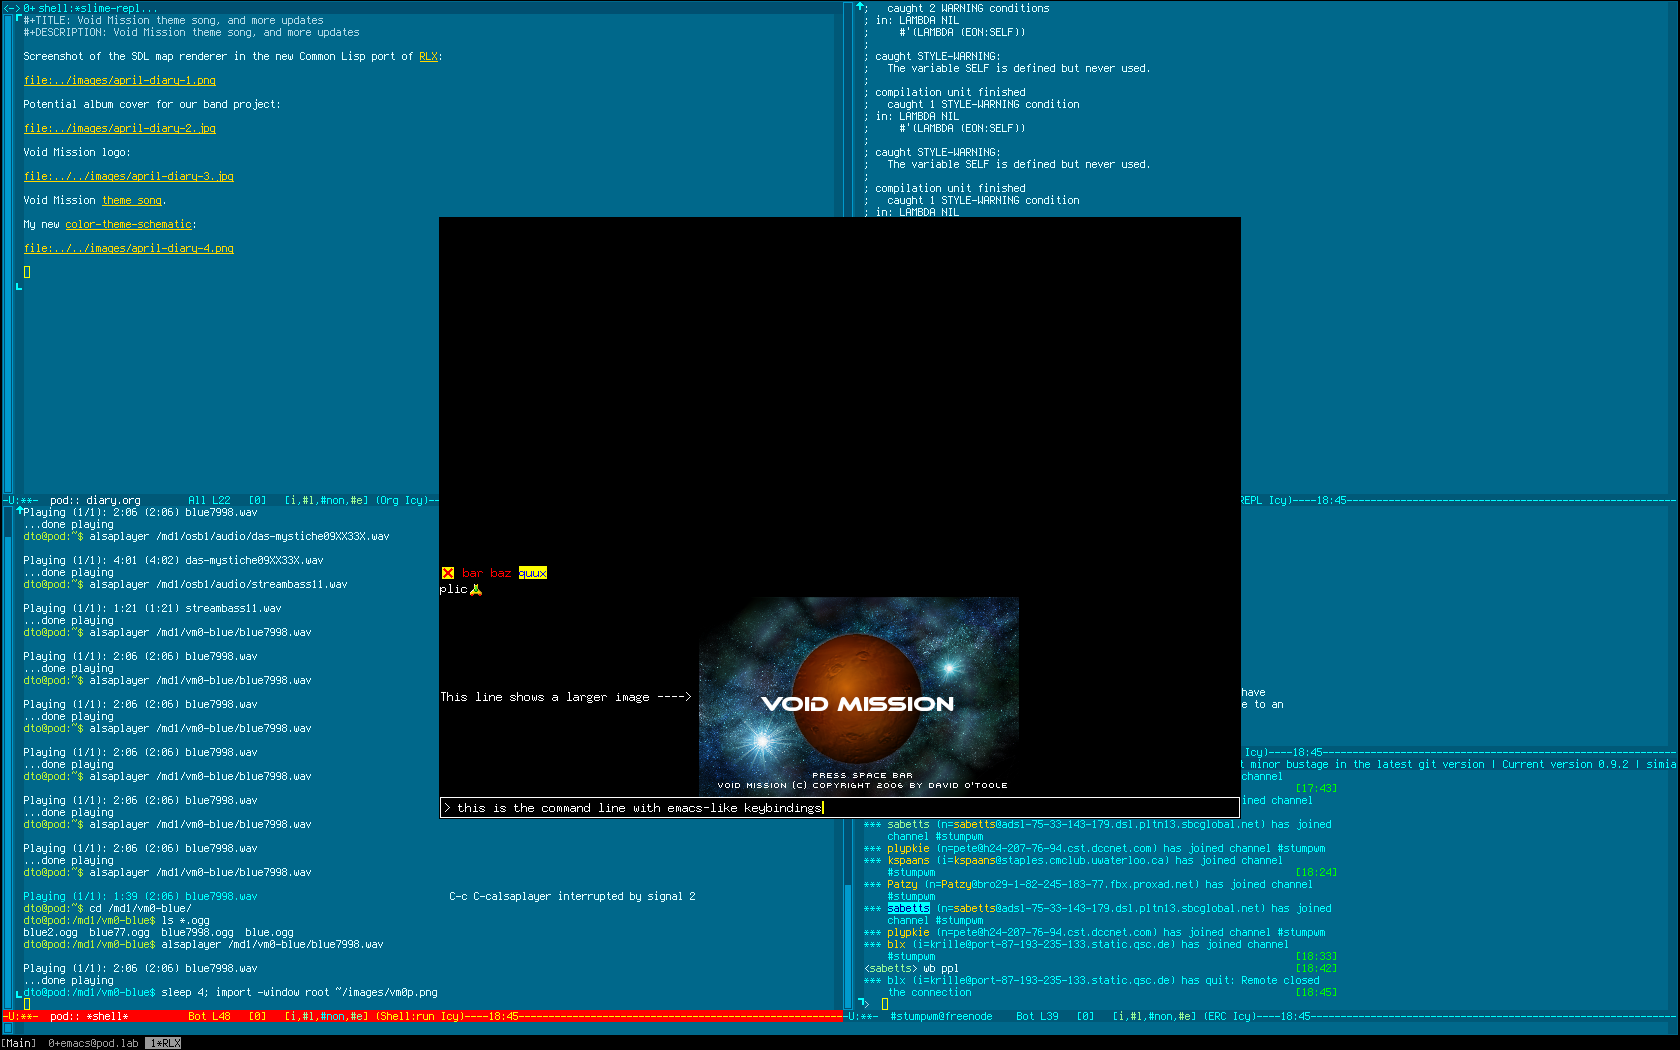 <-> 0+ shell:*slime-repl...
#+TITLE: Void Mission theme song, and more updates
#+DESCRIPTION: Void Mission theme song, and more updates
Screenshot of the SDL map renderer in the new Common Lisp port of RLX:
file:../images/april-diary-1.png
Potential album cover for our band project:
file:../images/april-diary-2.jpg
Void Mission logo:
file:../../images/april-diary-3.jpg
Void Mission theme song.
My new color-theme-schematic:
file:../../images/april-diary-4.png
-U:**-  pod:: diary.org        All L22   [0]   [i,#l,#non,#e] (Org Icy)--
Playing (1/1): 2:06 (2:06) blue7998.wav
...done playing
dto@pod:~$ alsaplayer /md1/osb1/audio/das-mystiche09XX33X.wav
Playing (1/1): 4:01 (4:02) das-mystiche09XX33X.wav
...done playing
dto@pod:~$ alsaplayer /md1/osb1/audio/streambass11.wav
Playing (1/1): 1:21 (1:21) streambass11.wav
...done playing
dto@pod:~$ alsaplayer /md1/vm0-blue/blue7998.wav
Playing (1/1): 2:06 (2:06) blue7998.wav
...done playing
dto@pod:~$ alsaplayer /md1/vm0-blue/blue7998.wav
Playing (1/1): 2:06 (2:06) blue7998.wav
...done playing
dto@pod:~$ alsaplayer /md1/vm0-blue/blue7998.wav
Playing (1/1): 2:06 (2:06) blue7998.wav
...done playing
dto@pod:~$ alsaplayer /md1/vm0-blue/blue7998.wav
Playing (1/1): 2:06 (2:06) blue7998.wav
...done playing
dto@pod:~$ alsaplayer /md1/vm0-blue/blue7998.wav
Playing (1/1): 2:06 (2:06) blue7998.wav
...done playing
dto@pod:~$ alsaplayer /md1/vm0-blue/blue7998.wav
Playing (1/1): 1:39 (2:06) blue7998.wav                                C-c C-calsaplayer interrupted by signal 2
dto@pod:~$ cd /md1/vm0-blue/
dto@pod:/md1/vm0-blue$ ls *.ogg
blue2.ogg  blue77.ogg  blue7998.ogg  blue.ogg
dto@pod:/md1/vm0-blue$ alsaplayer /md1/vm0-blue/blue7998.wav
Playing (1/1): 2:06 (2:06) blue7998.wav
...done playing
dto@pod:/md1/vm0-blue$ sleep 4; import -window root ~/images/vm0p.png
-U:**-  pod:: *shell*          Bot L48   [0]   [i,#l,#non,#e] (Shell:run Icy)----18:45--
;   caught 2 WARNING conditions
; in: LAMBDA NIL
;     #'(LAMBDA (EON:SELF))
;
; caught STYLE-WARNING:
;   The variable SELF is defined but never used.
;
; compilation unit finished
;   caught 1 STYLE-WARNING condition
; in: LAMBDA NIL
;     #'(LAMBDA (EON:SELF))
;
; caught STYLE-WARNING:
;   The variable SELF is defined but never used.
;
; compilation unit finished
;   caught 1 STYLE-WARNING condition
; in: LAMBDA NIL
REPL Icy)----18:45--
bar baz quux
plic
This line shows a larger image ---->
VOID MISSION
PRESS SPACE BAR
VOID MISSION (C) COPYRIGHT 2006 BY DAVID O'TOOLE
> this is the command line with emacs-like keybindings
have
e to an
Icy)----18:45--
t minor bustage in the latest git version | Current version 0.9.2 | simia
channel
[17:43]
ined channel
*** sabetts (n=sabetts@adsl-75-33-143-179.dsl.pltn13.sbcglobal.net) has joined
channel #stumpwm
*** plypkie (n=pete@h24-207-76-94.cst.dccnet.com) has joined channel #stumpwm
*** kspaans (i=kspaans@staples.cmclub.uwaterloo.ca) has joined channel
#stumpwm [18:24]
*** Patzy (n=Patzy@bro29-1-82-245-183-77.fbx.proxad.net) has joined channel
#stumpwm
*** sabetts (n=sabetts@adsl-75-33-143-179.dsl.pltn13.sbcglobal.net) has joined
channel #stumpwm
*** plypkie (n=pete@h24-207-76-94.cst.dccnet.com) has joined channel #stumpwm
*** blx (i=krille@port-87-193-235-133.static.qsc.de) has joined channel
#stumpwm [18:33]
<sabetts> wb ppl [18:42]
*** blx (i=krille@port-87-193-235-133.static.qsc.de) has quit: Remote closed
the connection [18:45]
>
-U:**-  #stumpwm@freenode    Bot L39   [0]   [i,#l,#non,#e] (ERC Icy)----18:45--
[Main]  0+emacs@pod.lab  1*RLX